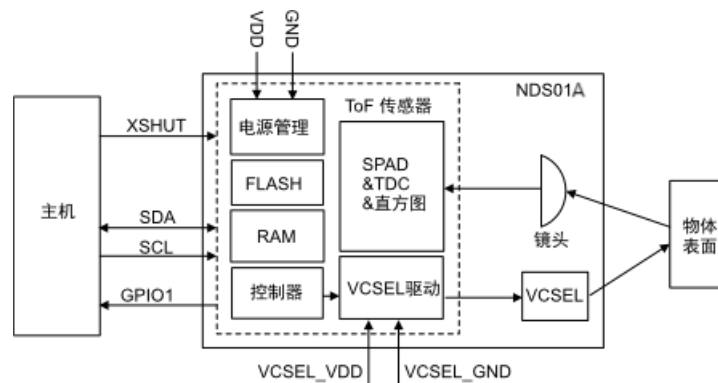 VDD
GND
NDS01A
ToF 传感器
XSHUT
电源管理
SPAD
&TDC
&直方图
FLASH
主机
SDA
RAM
镜头
物体
表面
SCL
控制器
VCSEL驱动
VCSEL
GPIO1
VCSEL_VDD
VCSEL_GND